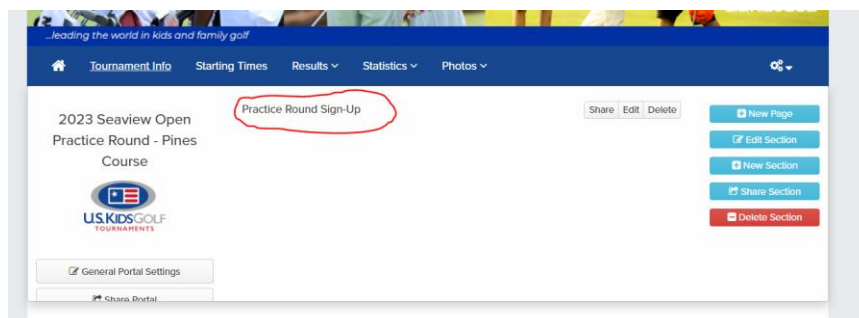 ...leading the world in kids and family golf
Tournament Info Starting Times Results Statistics Photos
2023 Seaview Open
Practice Round - Pines
Course
U.S.KIDSGOLF
TOURNAMENTS
General Portal Settings
Share Portal
Practice Round Sign-Up
Share Edit Delete
New Page
Edit Section
New Section
Share Section
Delete Section